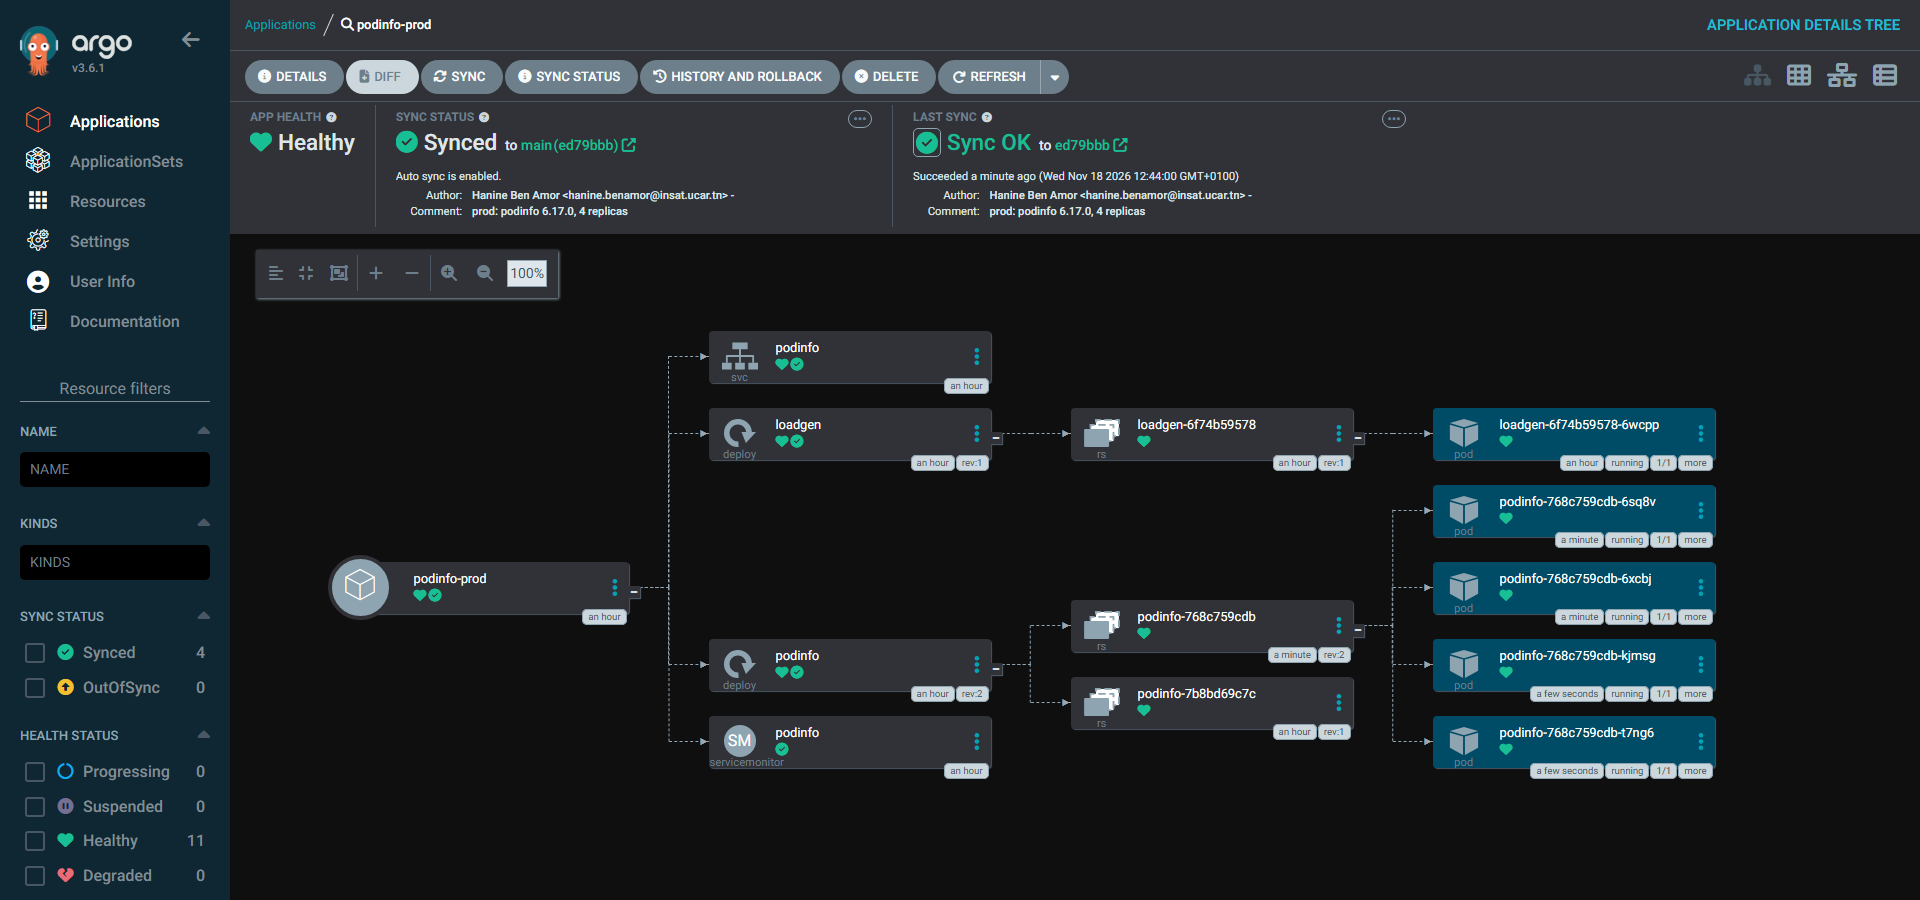 argo
v3.6.1
Applications
ApplicationSets
Resources
Settings
User Info
Documentation
Resource filters
NAME
NAME
KINDS
KINDS
SYNC STATUS
Synced 4
OutOfSync 0
HEALTH STATUS
Progressing 0
Suspended 0
Healthy 11
Degraded 0
Applications / podinfo-prod
APPLICATION DETAILS TREE
DETAILS DIFF SYNC SYNC STATUS HISTORY AND ROLLBACK DELETE REFRESH
APP HEALTH
Healthy
SYNC STATUS
Synced to main (ed79bbb)
Auto sync is enabled.
Author: Hanine Ben Amor <hanine.benamor@insat.ucar.tn> -
Comment: prod: podinfo 6.17.0, 4 replicas
LAST SYNC
Sync OK to ed79bbb
Succeeded a minute ago (Wed Nov 18 2026 12:44:00 GMT+0100)
Author: Hanine Ben Amor <hanine.benamor@insat.ucar.tn> -
Comment: prod: podinfo 6.17.0, 4 replicas
100%
podinfo-prod
an hour
podinfo
svc
an hour
loadgen
deploy
an hour rev:1
podinfo
deploy
an hour rev:2
SM
podinfo
servicemonitor
an hour
loadgen-6f74b59578
rs
an hour rev:1
podinfo-768c759cdb
rs
a minute rev:2
podinfo-7b8bd69c7c
rs
an hour rev:1
loadgen-6f74b59578-6wcpp
pod
an hour running 1/1 more
podinfo-768c759cdb-6sq8v
pod
a minute running 1/1 more
podinfo-768c759cdb-6xcbj
pod
a minute running 1/1 more
podinfo-768c759cdb-kjmsg
pod
a few seconds running 1/1 more
podinfo-768c759cdb-t7ng6
pod
a few seconds running 1/1 more